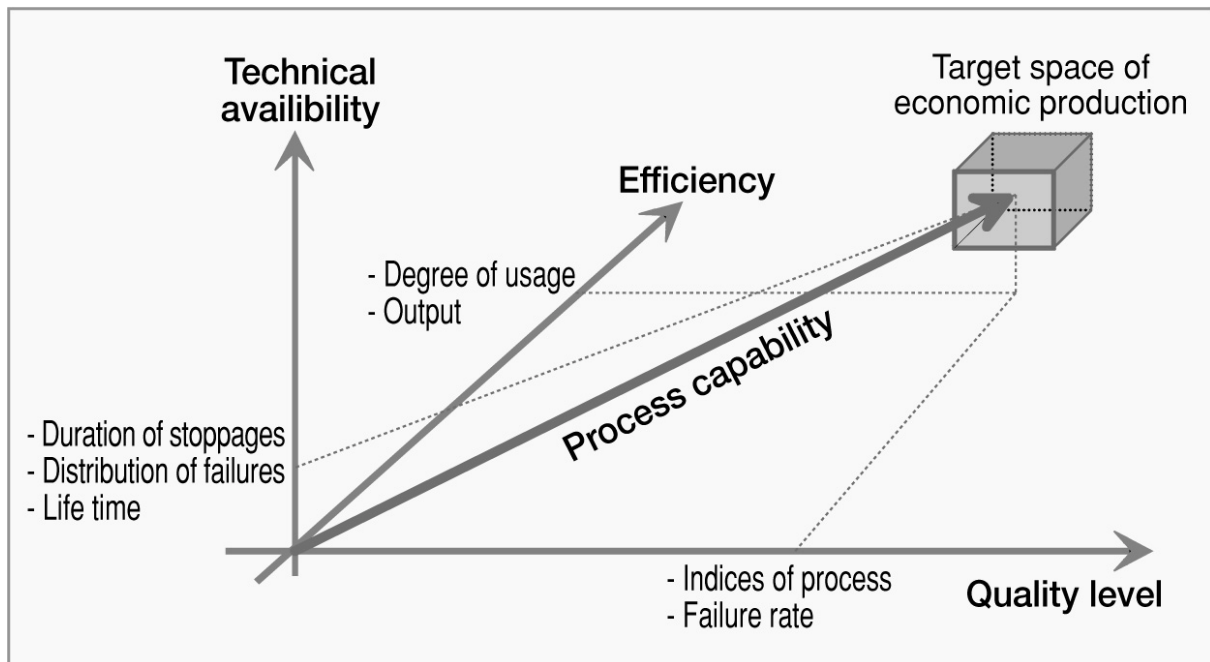 Technical
availibility
Target space of
economic production
Efficiency
- Degree of usage
- Output
Process capability
- Duration of stoppages
- Distribution of failures
- Life time
- Indices of process
- Failure rate
Quality level